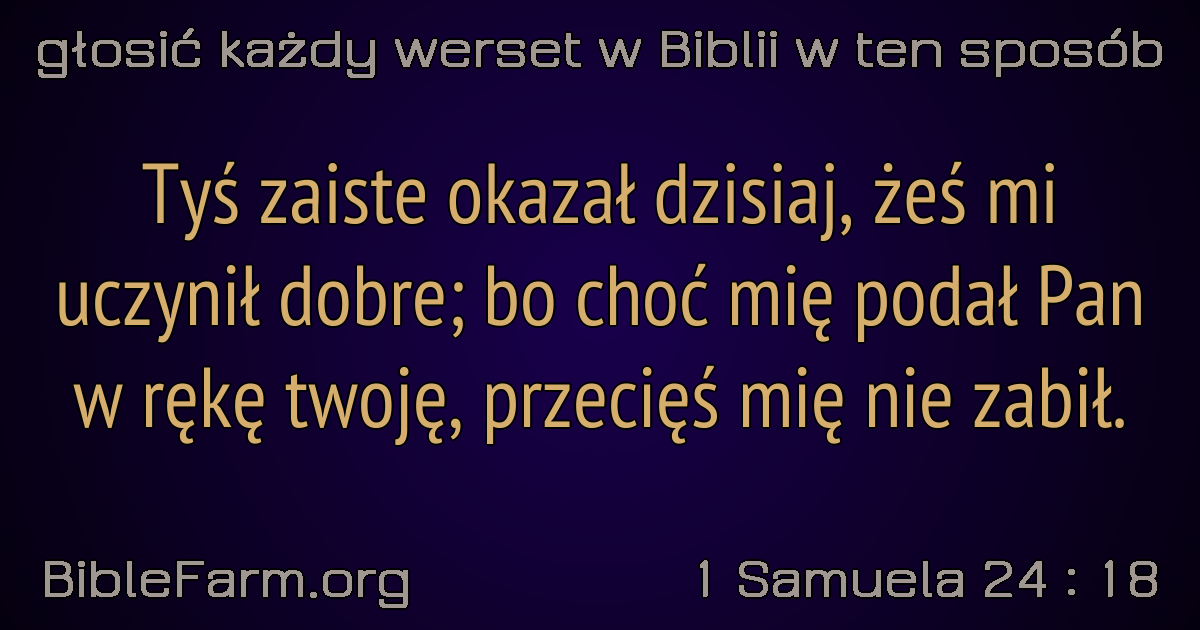 głosić każdy werset w Biblii w ten sposób
Tyś zaiste okazał dzisiaj, żeś mi
uczynił dobre; bo choć mię podał Pan
w rękę twoję, przecięś mię nie zabił.
BibleFarm.org
1 Samuela 24 : 18